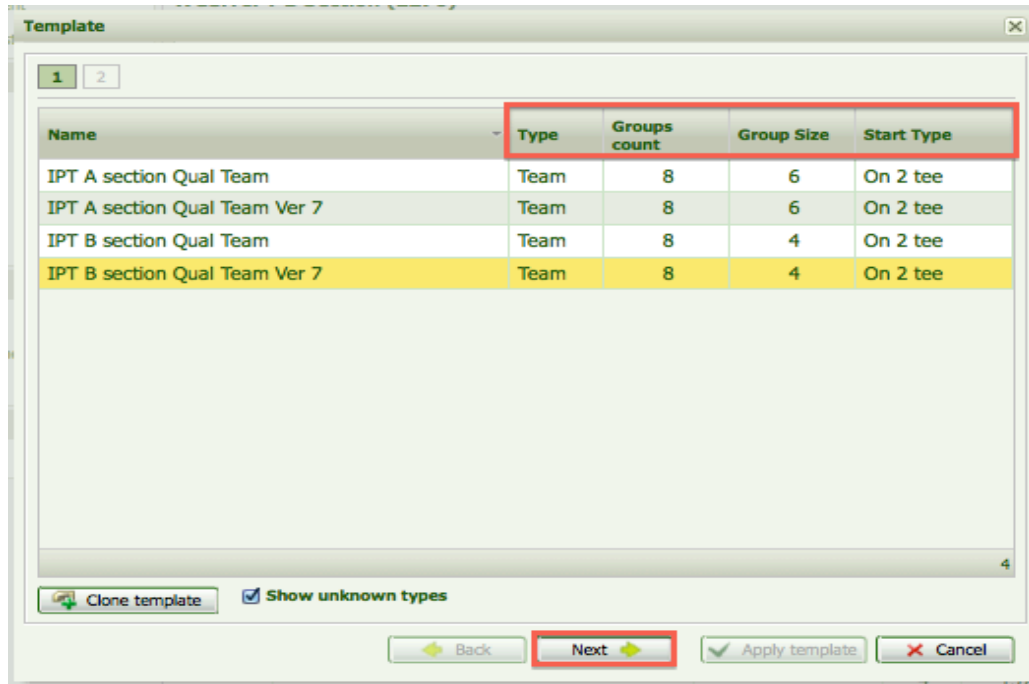 Template
1 2
Name Type Groups count Group Size Start Type
IPT A section Qual Team Team 8 6 On 2 tee
IPT A section Qual Team Ver 7 Team 8 6 On 2 tee
IPT B section Qual Team Team 8 4 On 2 tee
IPT B section Qual Team Ver 7 Team 8 4 On 2 tee
4
Clone template Show unknown types
Back Next Apply template Cancel